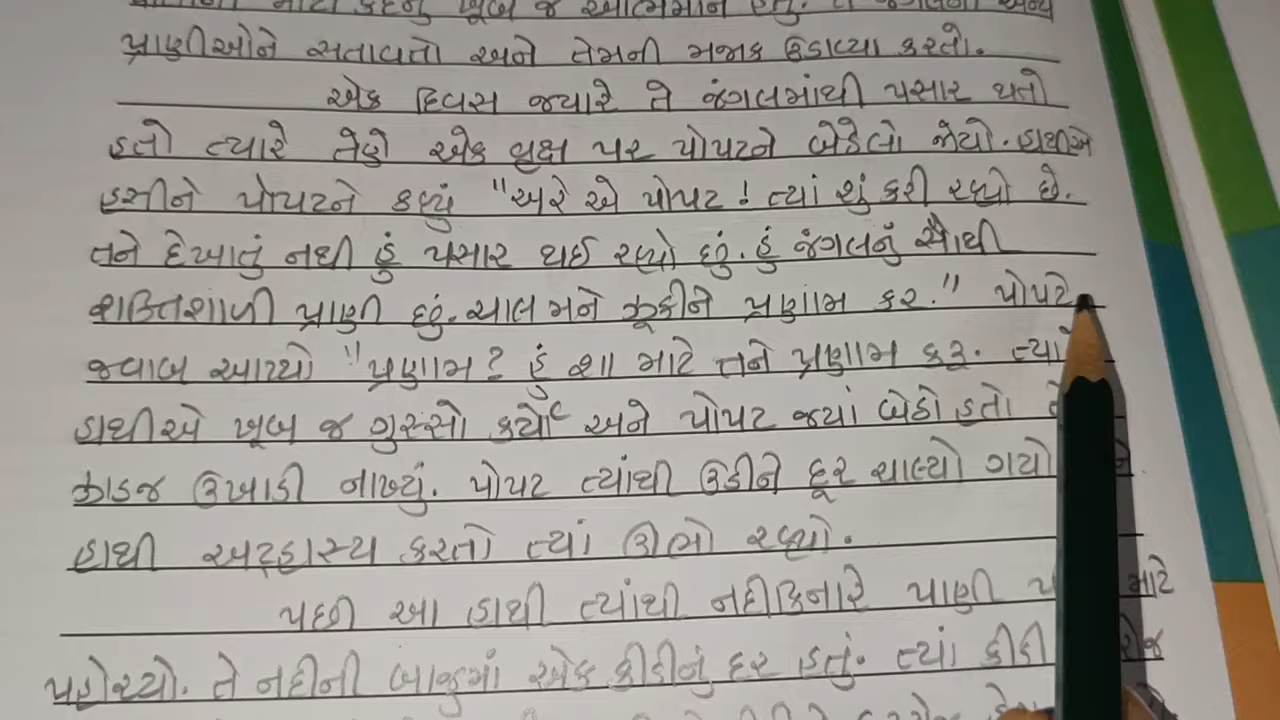 પ્રાણીઓને સતાવતો અને તેમની મજાક ઉડાવ્યા કરતો.
એક દિવસ જ્યારે તે જંગલમાંથી પસાર થતો
હતો ત્યારે તેણે એક વૃક્ષ પર પોપટને બેઠેલો જોયો. હાથીએ
હસીને પોપટને કહ્યું "અરે એ પોપટ! ત્યાં શું કરી રહ્યો છે.
તને દેખાતું નથી હું પસાર થઈ રહ્યો છું. હું જંગલનું સૌથી
શક્તિશાળી પ્રાણી છું. ચાલ મને ઝૂકીને પ્રણામ કર." પોપટે
જવાબ આપ્યો "પ્રણામ? હું શા માટે તને પ્રણામ કરૂ.
હાથીએ ખૂબ જ ગુસ્સો કર્યો અને પોપટ જ્યાં બેઠો હતો
ઝાડજ ઉખાડી નાખ્યું. પોપટ ત્યાંથી ઉડીને દૂર ચાલ્યો ગયો
હાથી અટ્હાસ્ય કરતો ત્યાં ઊભો રહ્યો.
પછી આ હાથી ત્યાંથી નદીકિનારે પાણી માટે
પહોચ્યો. તે નદીની બાજુમાં એક કીડીનું દર હતું. ત્યાં કીડી